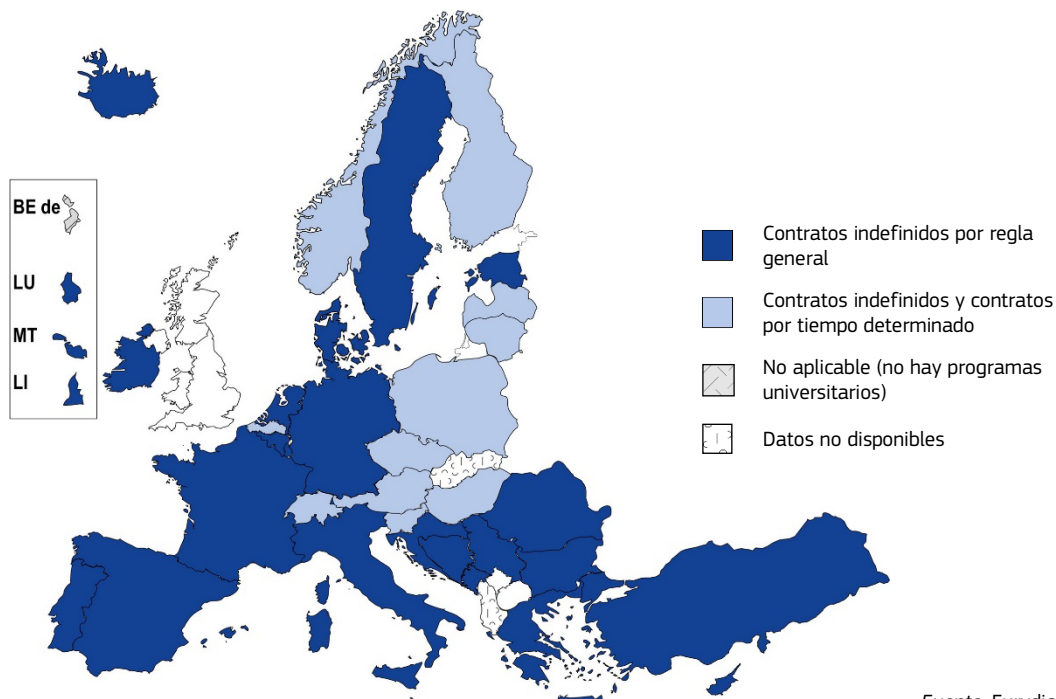 BE de
LU
MT
LI
Contratos indefinidos por regla
general
Contratos indefinidos y contratos
por tiempo determinado
No aplicable (no hay programas
universitarios)
Datos no disponibles